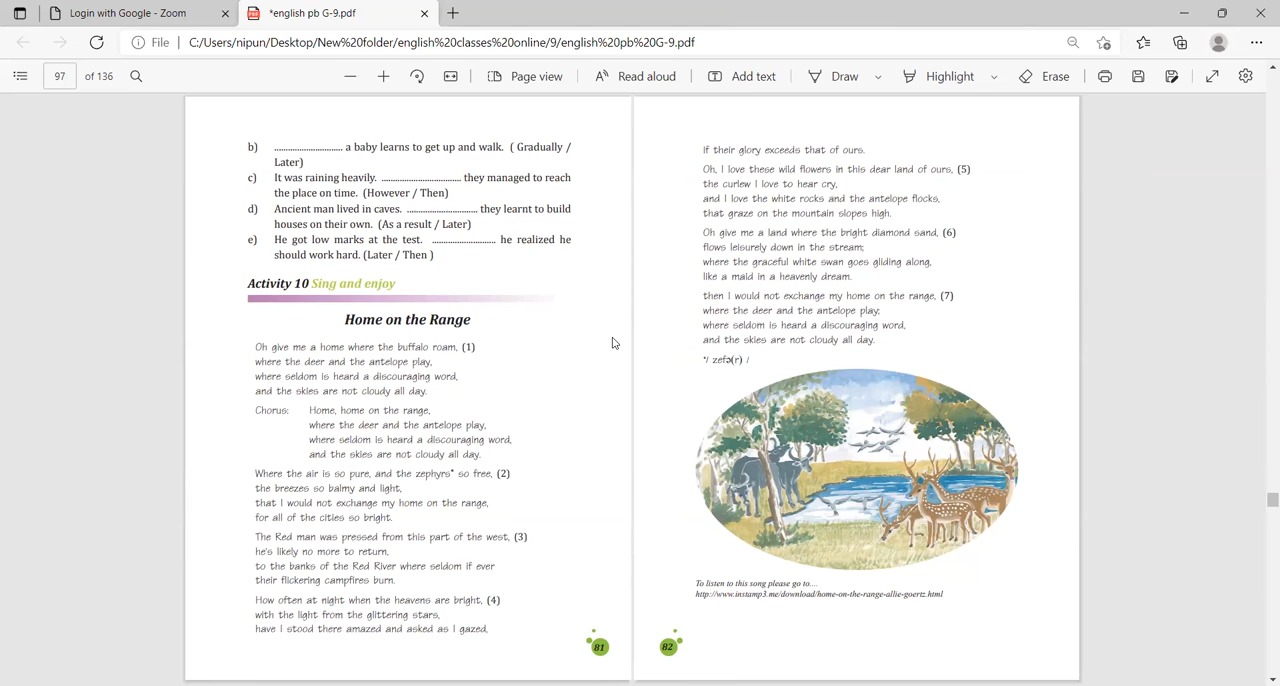 Login with Google - Zoom
*english pb G-9.pdf
File
C:/Users/nipun/Desktop/New%20folder/english%20classes%20online/9/english%20pb%20G-9.pdf
97 of 136
Page view
Read aloud
Add text
Draw
Highlight
Erase
b) .............................. a baby learns to get up and walk. ( Gradually /
Later)
c) It was raining heavily. .................................. they managed to reach
the place on time. (However / Then)
d) Ancient man lived in caves. .............................. they learnt to build
houses on their own. (As a result / Later)
e) He got low marks at the test. ........................... he realized he
should work hard. (Later / Then )
Activity 10 Sing and enjoy
Home on the Range
Oh give me a home where the buffalo roam, (1)
where the deer and the antelope play,
where seldom is heard a discouraging word,
and the skies are not cloudy all day.
Chorus: Home, home on the range,
where the deer and the antelope play,
where seldom is heard a discouraging word,
and the skies are not cloudy all day.
Where the air is so pure, and the zephyrs* so free, (2)
the breezes so balmy and light,
that I would not exchange my home on the range,
for all of the cities so bright.
The Red man was pressed from this part of the west, (3)
he's likely no more to return,
to the banks of the Red River where seldom if ever
their flickering campfires burn.
How often at night when the heavens are bright, (4)
with the light from the glittering stars,
have I stood there amazed and asked as I gazed,
81
if their glory exceeds that of ours.
Oh, I love these wild flowers in this dear land of ours, (5)
the curlew I love to hear cry,
and I love the white rocks and the antelope flocks,
that graze on the mountain slopes high.
Oh give me a land where the bright diamond sand, (6)
flows leisurely down in the stream;
where the graceful white swan goes gliding along,
like a maid in a heavenly dream.
then I would not exchange my home on the range, (7)
where the deer and the antelope play;
where seldom is heard a discouraging word,
and the skies are not cloudy all day.
*/ zefə(r) /
To listen to this song please go to....
http://www.instamp3.me/download/home-on-the-range-allie-goertz.html
82